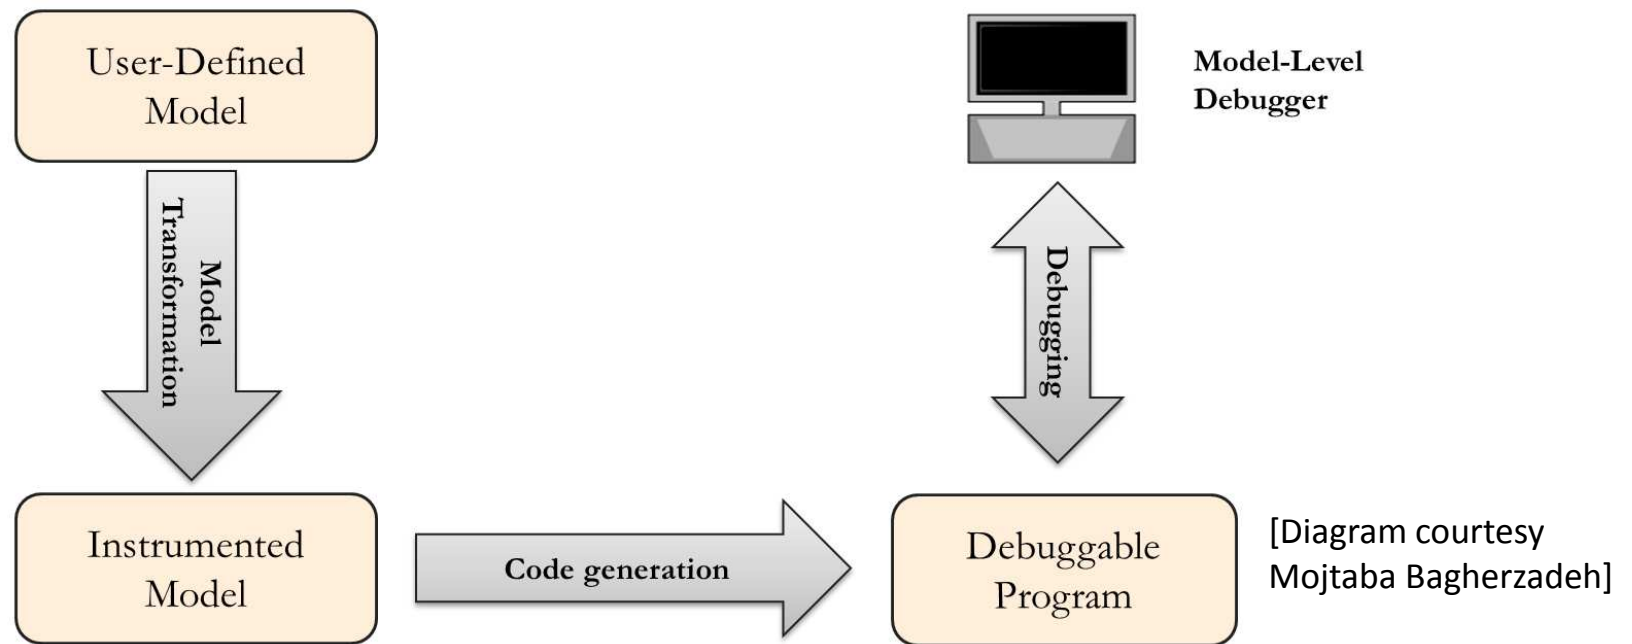 User-Defined
Model
Model-Level
Debugger
Model
Transformation
Debugging
Instrumented
Model
Code generation
Debuggable
Program
[Diagram courtesy
Mojtaba Bagherzadeh]